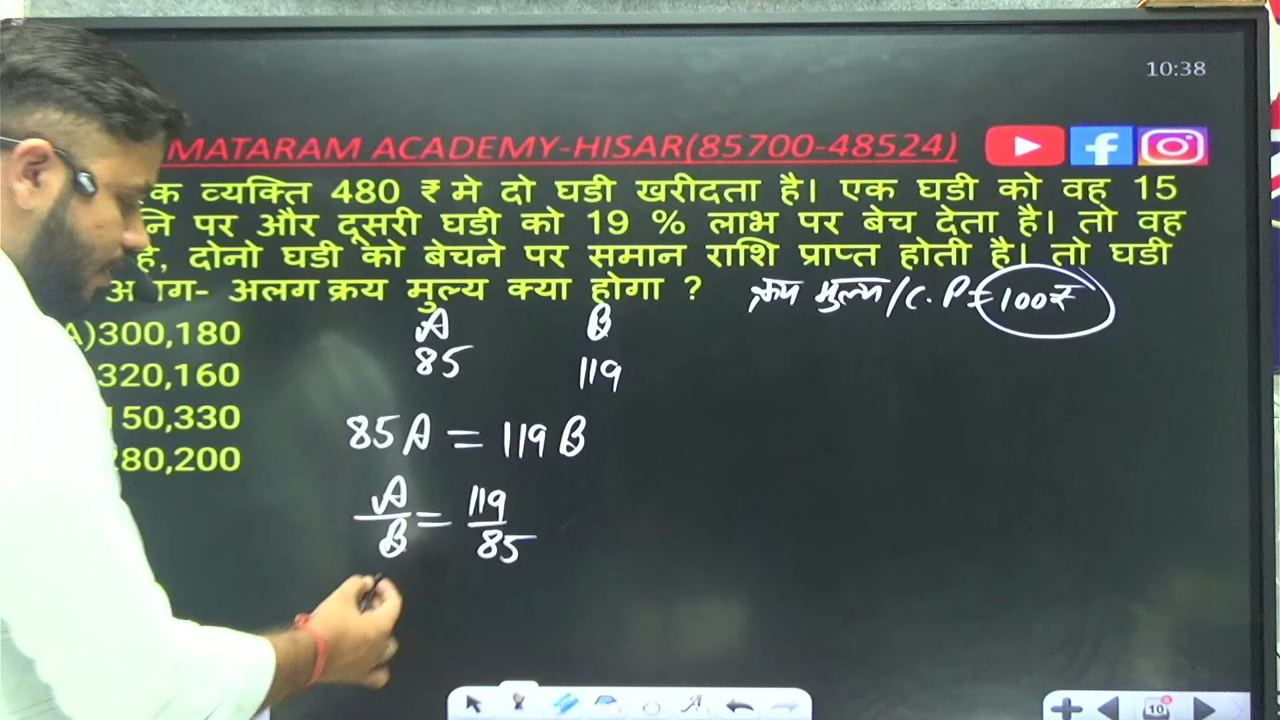 10:38
MATARAM ACADEMY-HISAR(85700-48524)
व्यक्ति 480 ₹ मे दो घडी खरीदता है। एक घडी को वह 15
पर और दूसरी घडी को 19 % लाभ पर बेच देता है। तो वह
है, दोनो घडी को बेचने पर समान राशि प्राप्त होती है। तो घडी
अलग क्रय मुल्य क्या होगा ?
क्रय मुल्य / C.P = 100₹
A)300,180
320,160
150,330
280,200
A B
85 119
85A = 119B
A/B = 119/85
10